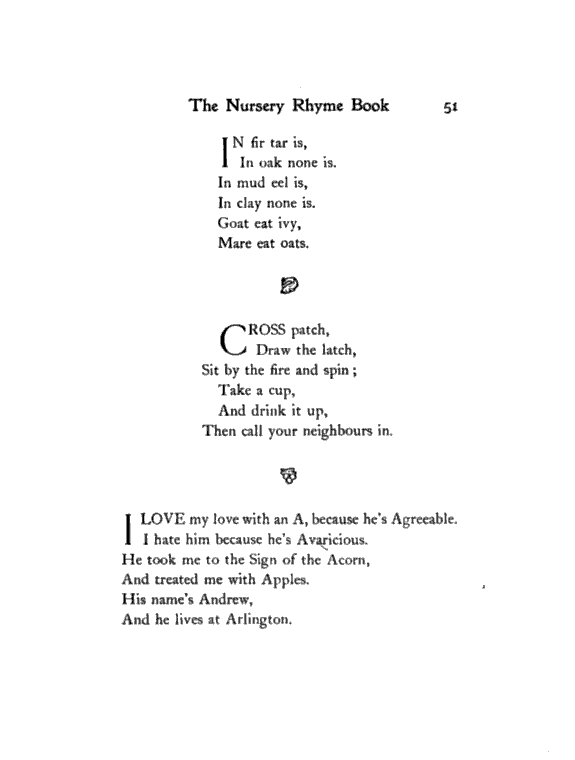 The Nursery Rhyme Book 51
IN fir tar is,
In oak none is.
In mud eel is,
In clay none is.
Goat eat ivy,
Mare eat oats.
CROSS patch,
Draw the latch,
Sit by the fire and spin;
Take a cup,
And drink it up,
Then call your neighbours in.
I LOVE my love with an A, because he's Agreeable.
I hate him because he's Avaricious.
He took me to the Sign of the Acorn,
And treated me with Apples.
His name's Andrew,
And he lives at Arlington.